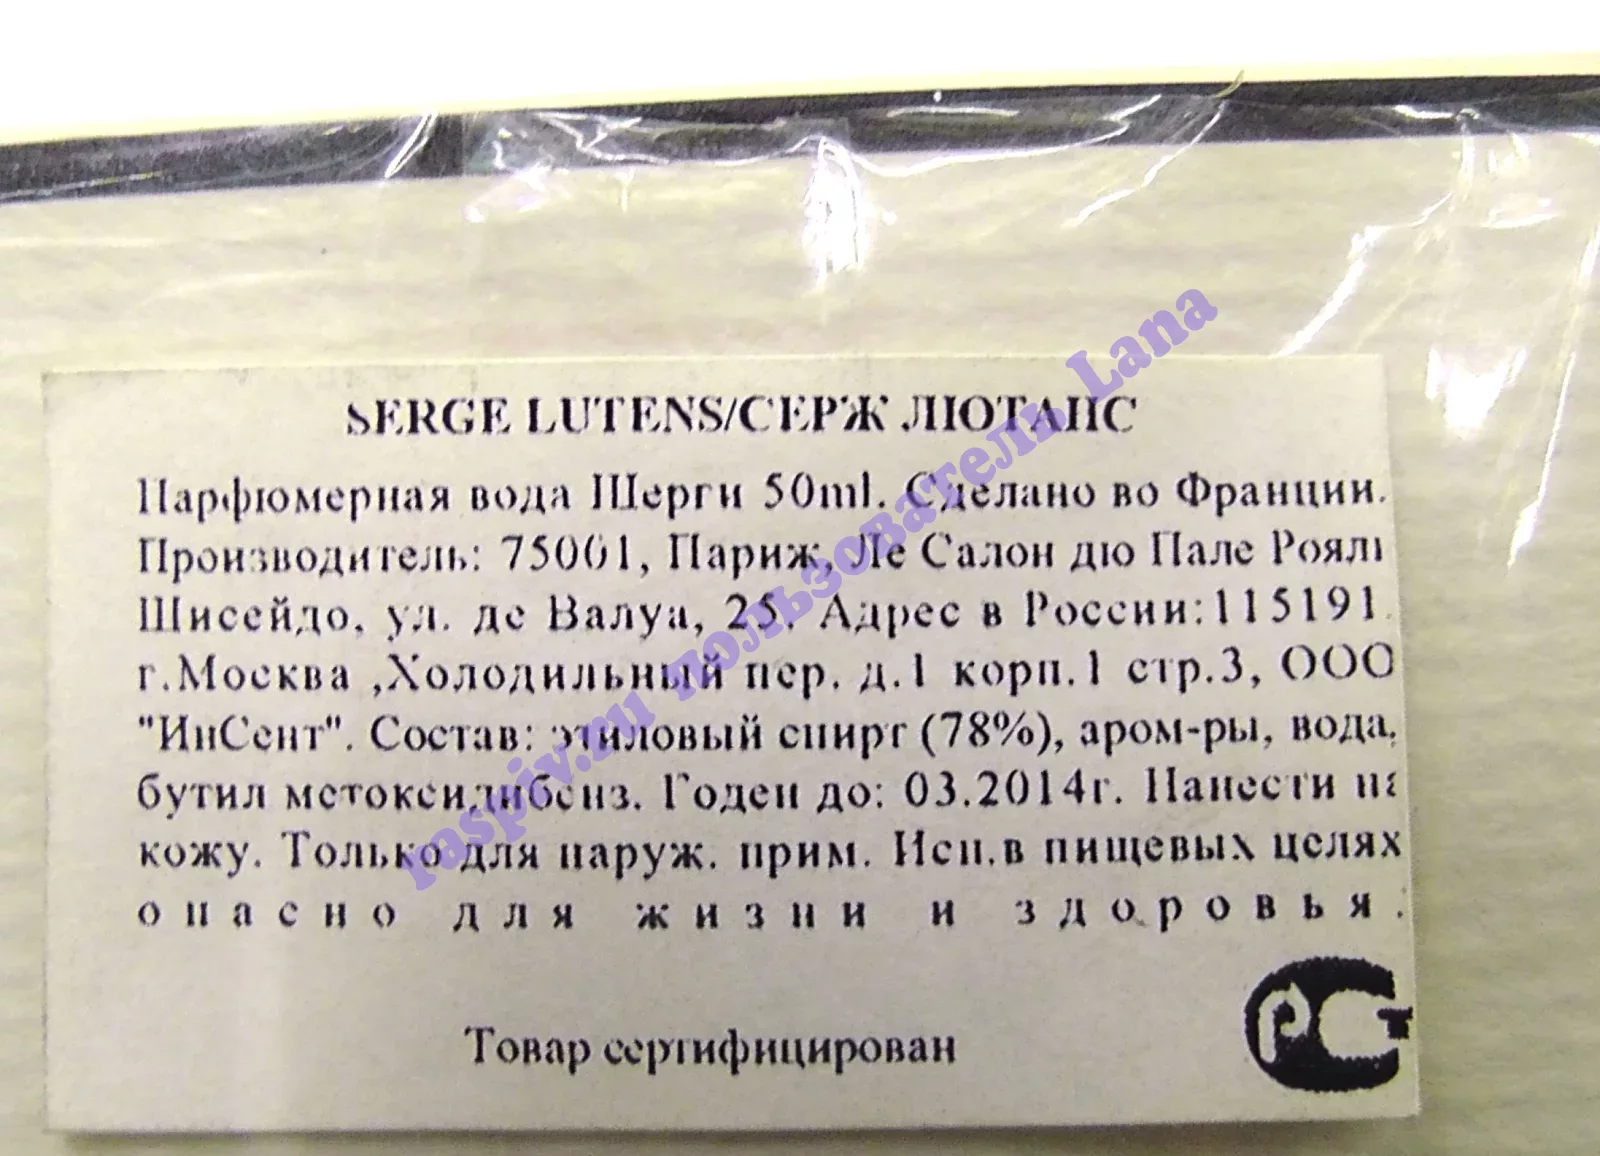 SERGE LUTENS/СЕРЖ ЛЮТАНС
Парфюмерная вода Шерги 50ml. Сделано во Франции.
Производитель: 75001, Париж, Ле Салон дю Пале Рояль
Шисейдо, ул. де Валуа, 25. Адрес в России:115191
г.Москва ,Холодильный пер. д.1 корп.1 стр.3, ООО
"ИнСент". Состав: этиловый спирт (78%), аром-ры, вода,
бутил метоксидибенз. Годен до: 03.2014г. Нанести на
кожу. Только для наруж. прим. Исп.в пищевых целях
опасно для жизни и здоровья.
Товар сертифицирован
raspiv.ru пользователь Lana